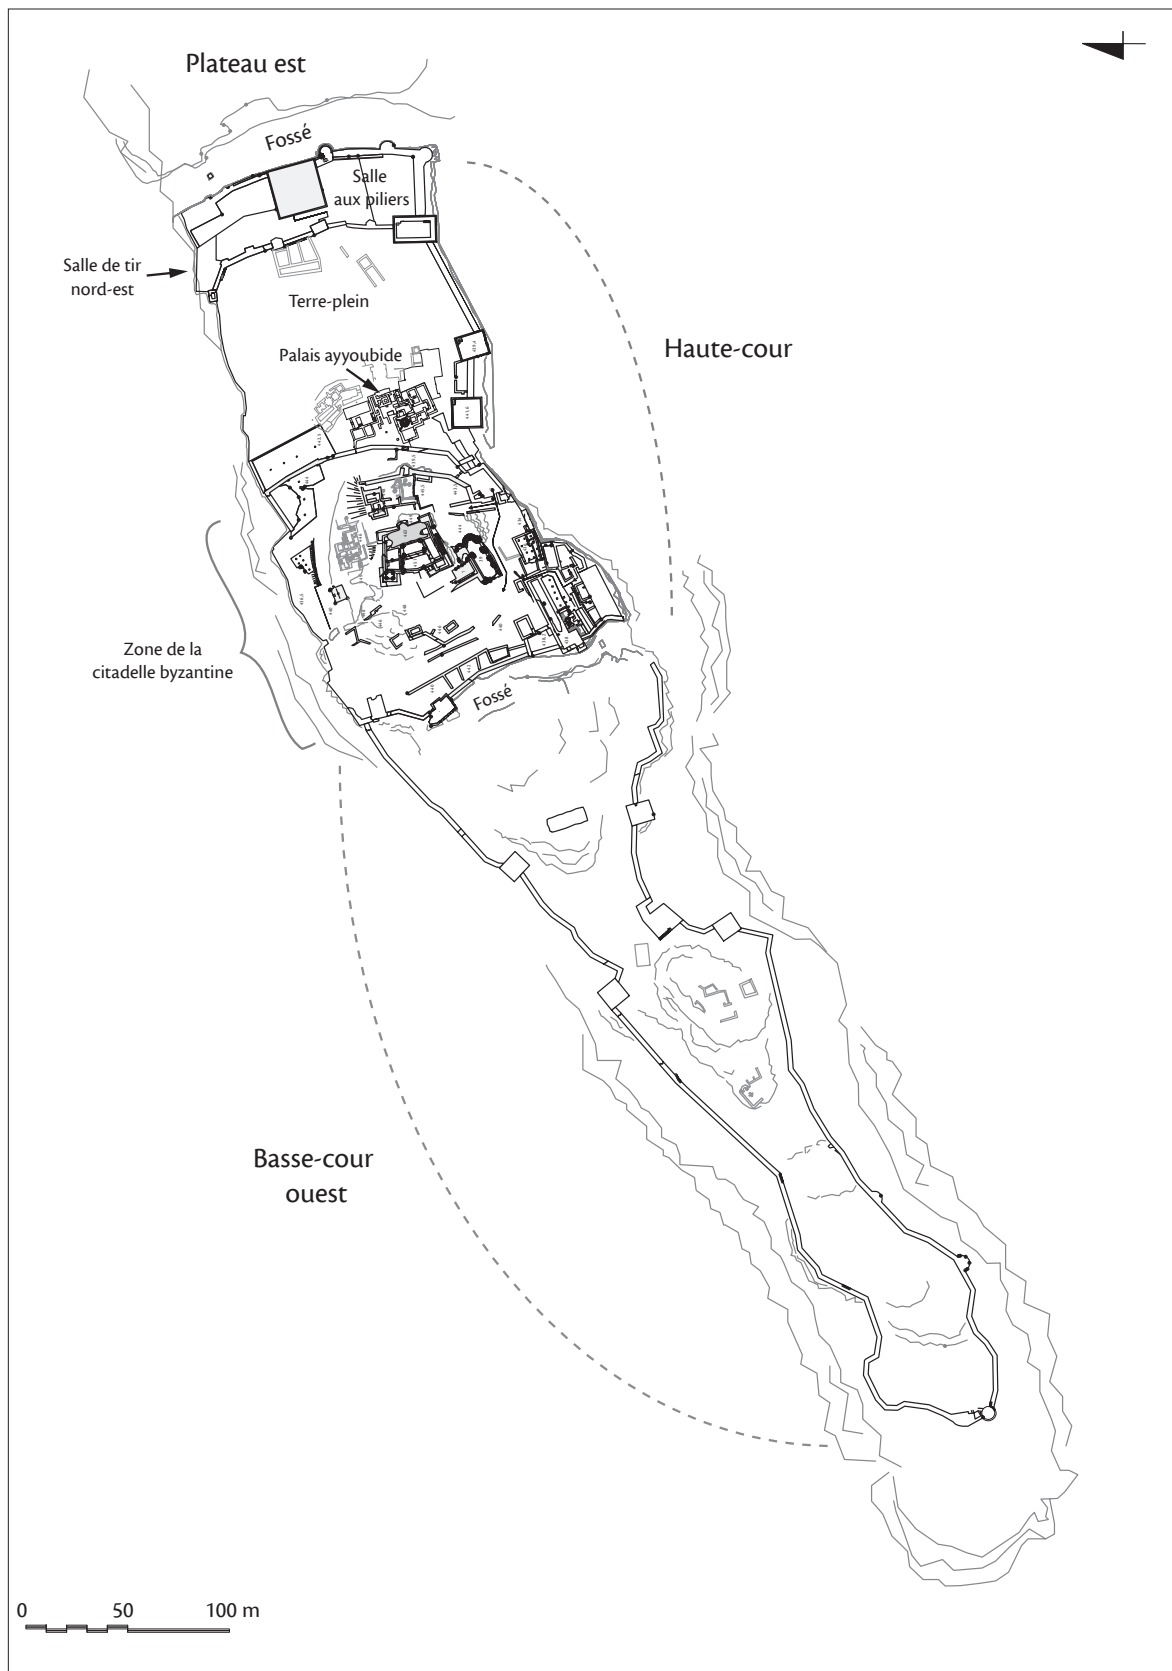 Plateau est
Fossé
Salle
aux piliers
Salle de tir
nord-est
Terre-plein
Palais ayyoubide
Haute-cour
Zone de la
citadelle byzantine
Fossé
Basse-cour
ouest
0 50 100 m